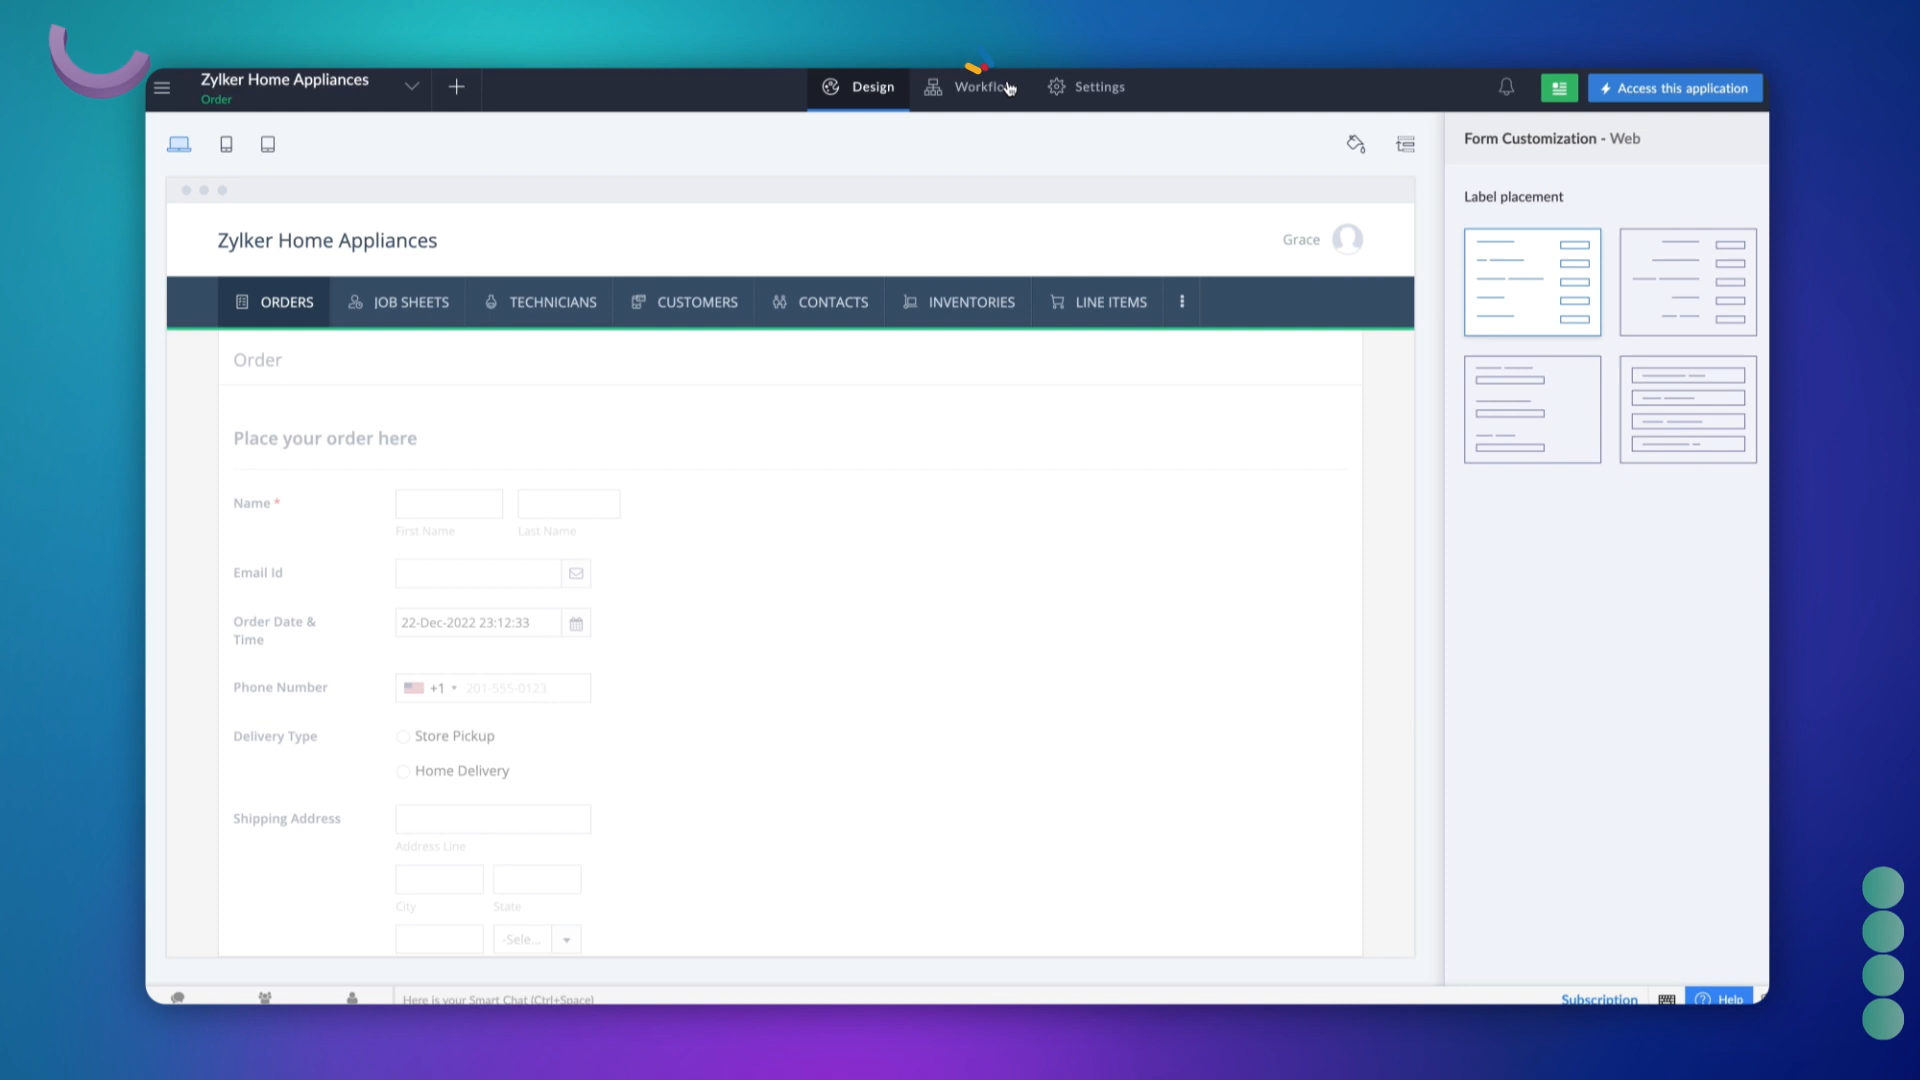 Zylker Home Appliances
Order
Design
Workflo
Settings
Access this application
Form Customization - Web
Label placement
Zylker Home Appliances
Grace
ORDERS
JOB SHEETS
TECHNICIANS
CUSTOMERS
CONTACTS
INVENTORIES
LINE ITEMS
Order
Place your order here
Name *
First Name
Last Name
Email Id
Order Date &
Time
22-Dec-2022 23:12:33
Phone Number
+1
201-555-0123
Delivery Type
Store Pickup
Home Delivery
Shipping Address
Address Line
City
State
-Sele...
Here is your Smart Chat (Ctrl+Space)
Subscription
Help